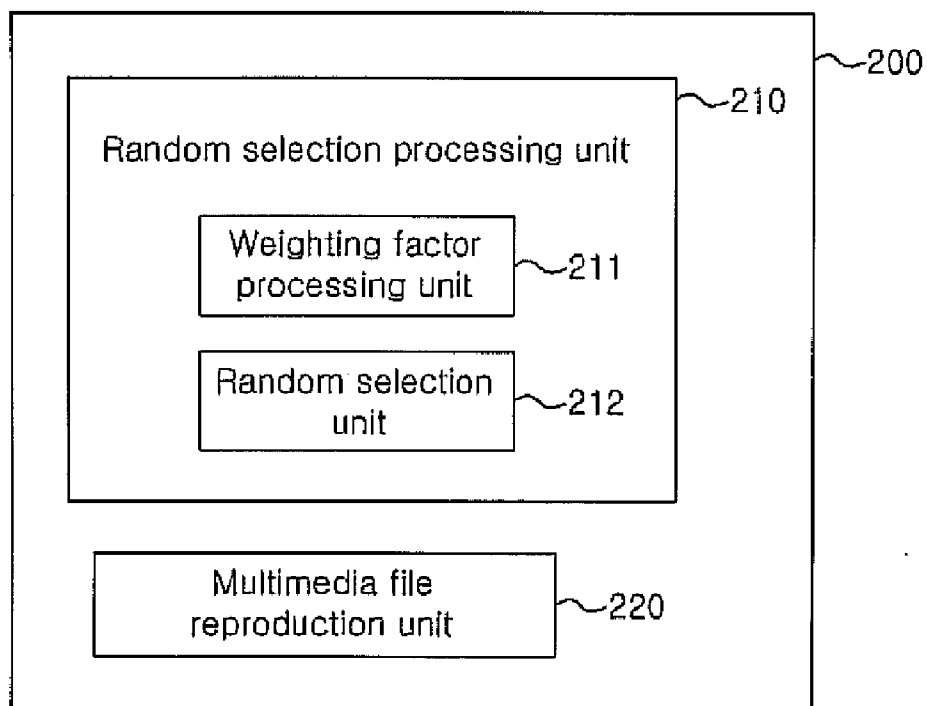 200
210
Random selection processing unit
Weighting factor
processing unit
211
Random selection
unit
212
Multimedia file
reproduction unit
220